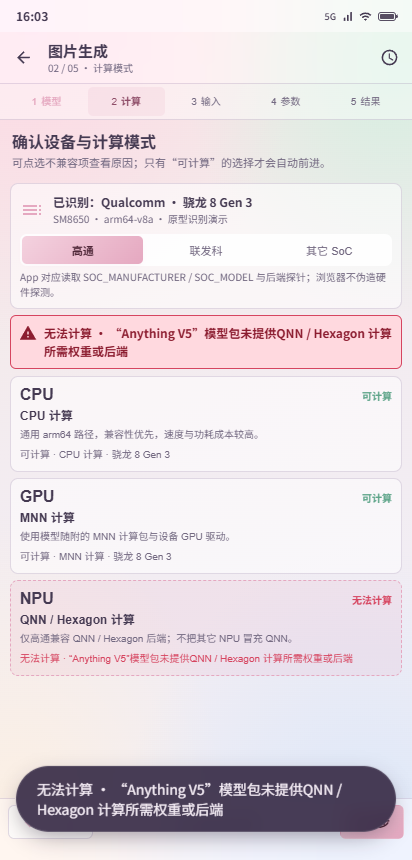 16:03
5G
图片生成
02 / 05 • 计算模式
1 模型
2 计算
3 输入
4 参数
5 结果
确认设备与计算模式
可点选不兼容项查看原因；只有“可计算”的选择才会自动前进。
已识别：Qualcomm • 骁龙 8 Gen 3
SM8650 • arm64-v8a • 原型识别演示
高通
联发科
其它 SoC
App 对应读取 SOC_MANUFACTURER / SOC_MODEL 与后端探针；浏览器不伪造硬
件探测。
无法计算 • “Anything V5”模型包未提供QNN / Hexagon 计算
所需权重或后端
CPU
可计算
CPU 计算
通用 arm64 路径，兼容性优先，速度与功耗成本较高。
可计算 · CPU 计算 · 骁龙 8 Gen 3
GPU
可计算
MNN 计算
使用模型随附的 MNN 计算包与设备 GPU 驱动。
可计算 · MNN 计算 · 骁龙 8 Gen 3
NPU
无法计算
QNN / Hexagon 计算
仅高通兼容 QNN / Hexagon 后端；不把其它 NPU 冒充 QNN。
无法计算 · “Anything V5”模型包未提供QNN / Hexagon 计算所需权重或后端
无法计算 • “Anything V5”模型包未提供QNN /
Hexagon 计算所需权重或后端